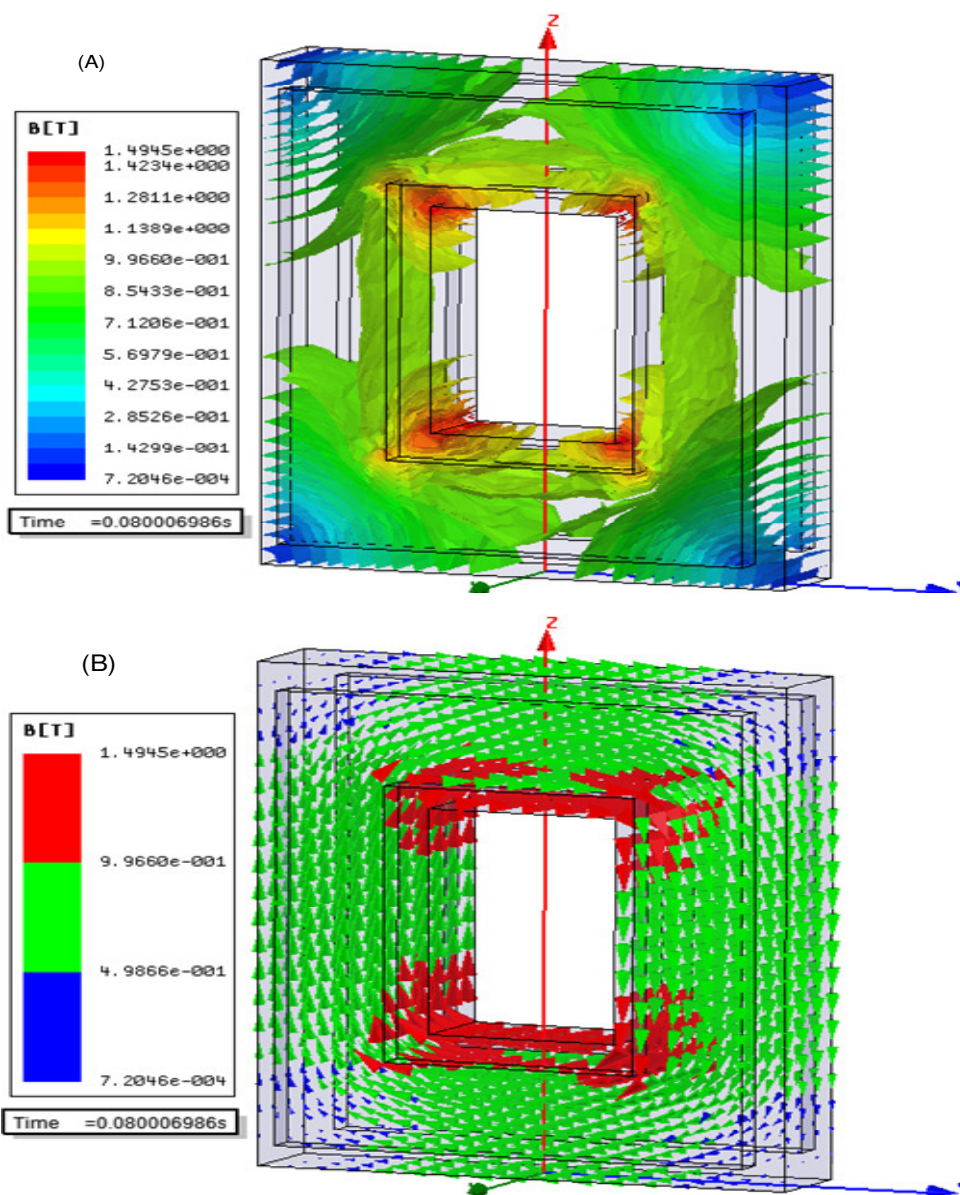 (A)
Z
B[T]
1.4945e+000
1.4234e+000
1.2811e+000
1.1389e+000
9.9660e-001
8.5433e-001
7.1206e-001
5.6979e-001
4.2753e-001
2.8526e-001
1.4299e-001
7.2046e-004
Time =0.080006986s
(B)
Z
B[T]
1.4945e+000
9.9660e-001
4.9866e-001
7.2046e-004
Time =0.080006986s